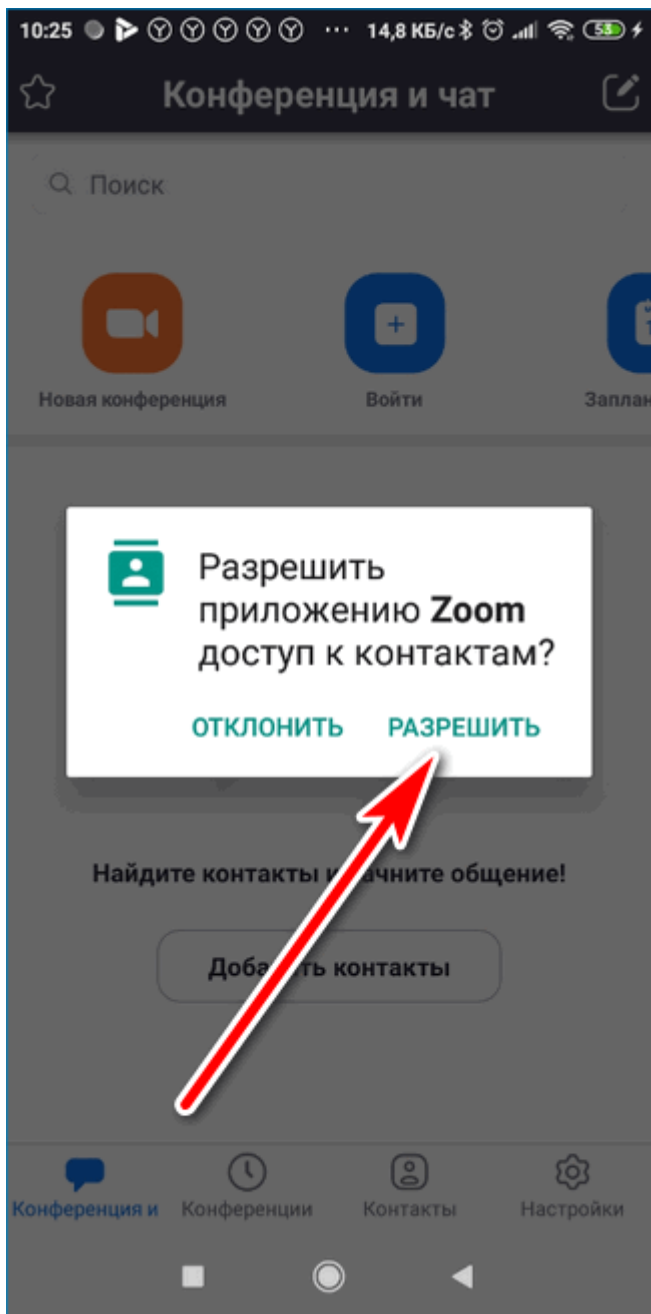 10:25 ... 14,8 КБ/с 53
Конференция и чат
Поиск
Новая конференция Войти
Разрешить
приложению Zoom
доступ к контактам?
ОТКЛОНИТЬ РАЗРЕШИТЬ
Найдите контакты и начните общение!
Добавить контакты
Конференция и Конференции Контакты Настройки